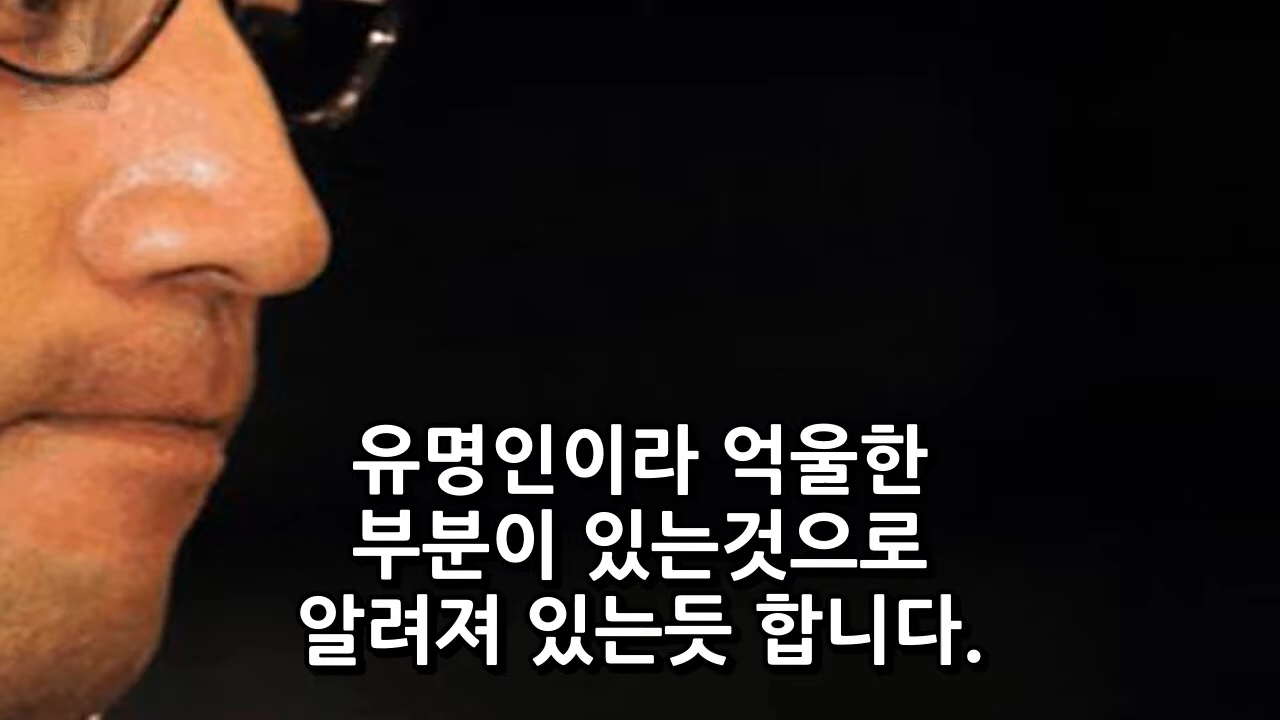 유명인이라 억울한
부분이 있는것으로
알려져 있는듯 합니다.